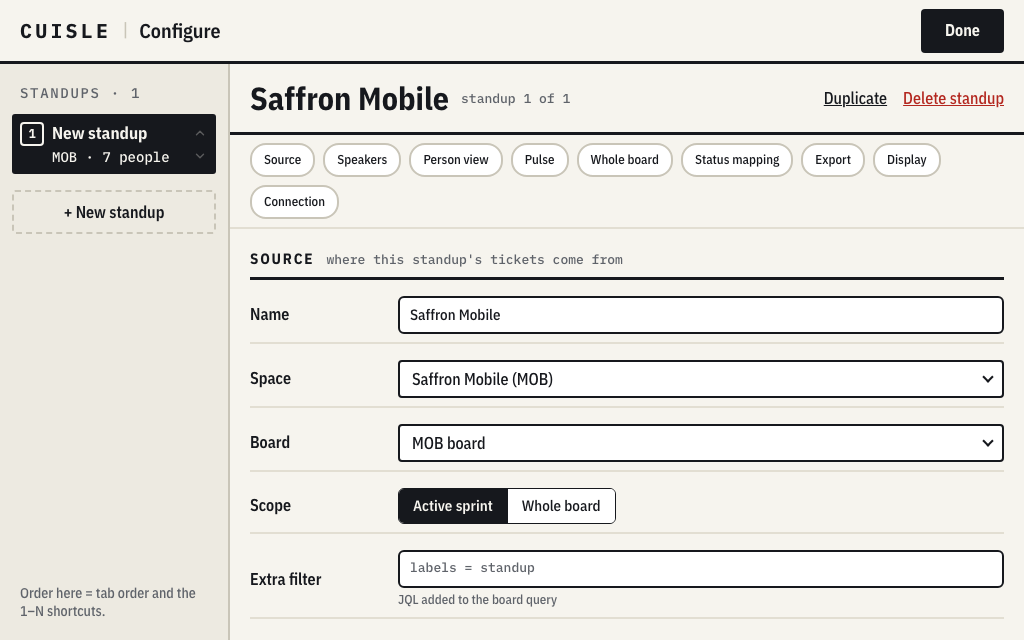 CUISLE | Configure
Done
STANDUPS · 1
1 New standup
MOB · 7 people
+ New standup
Order here = tab order and the
1–N shortcuts.
Saffron Mobile standup 1 of 1
Duplicate Delete standup
Source Speakers Person view Pulse Whole board Status mapping Export Display
Connection
SOURCE where this standup's tickets come from
Name Saffron Mobile
Space Saffron Mobile (MOB)
Board MOB board
Scope Active sprint Whole board
Extra filter labels = standup
JQL added to the board query